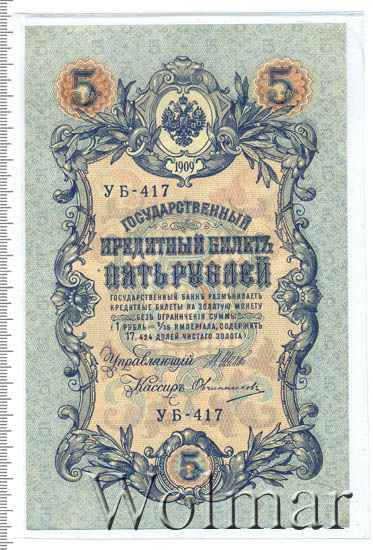 5 5
1909
УБ-417
ГОСУДАРСТВЕННЫЙ
КРЕДИТНЫЙ БИЛЕТЪ
ПЯТЬ РУБЛЕЙ
ГОСУДАРСТВЕННЫЙ БАНКЪ РАЗМѢНИВАЕТЪ
КРЕДИТНЫЕ БИЛЕТЫ НА ЗОЛОТУЮ МОНЕТУ
БЕЗЪ ОГРАНИЧЕНІЯ СУММЫ
(1 РУБЛЬ = 1/15 ИМПЕРІАЛА, СОДЕРЖИТЪ
17,424 ДОЛЕЙ ЧИСТАГО ЗОЛОТА)
Управляющій
Кассиръ Овчинников
УБ-417
5
Wolmar